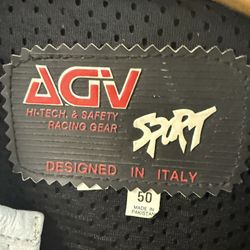 AGV
HI-TECH. & SAFETY
RACING GEAR
SPORT
DESIGNED IN ITALY
50
MADE IN
PAKISTAN